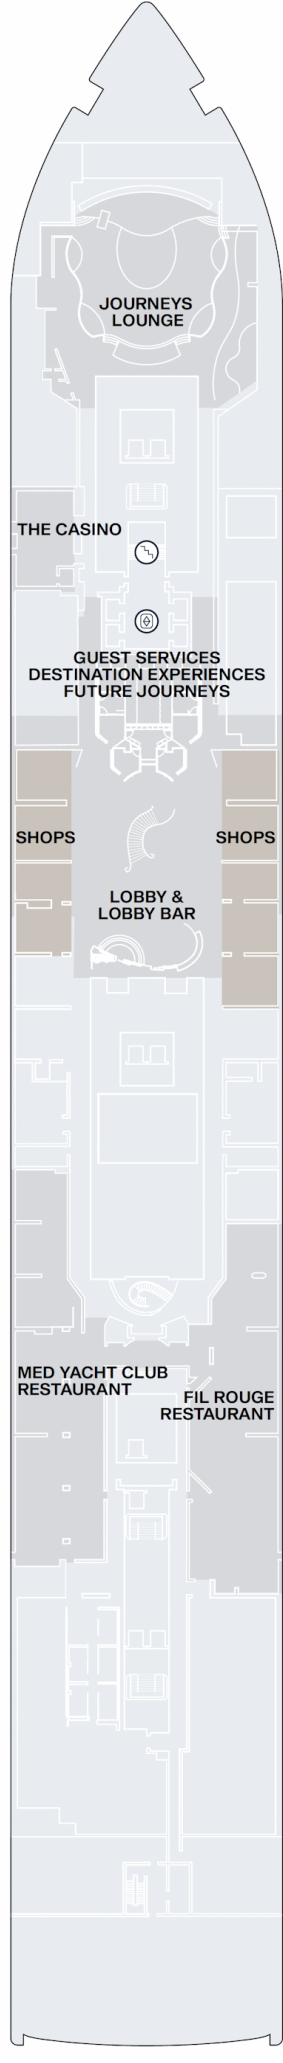 JOURNEYS
LOUNGE
THE CASINO
GUEST SERVICES
DESTINATION EXPERIENCES
FUTURE JOURNEYS
SHOPS
SHOPS
LOBBY &
LOBBY BAR
MED YACHT CLUB
RESTAURANT
FIL ROUGE
RESTAURANT